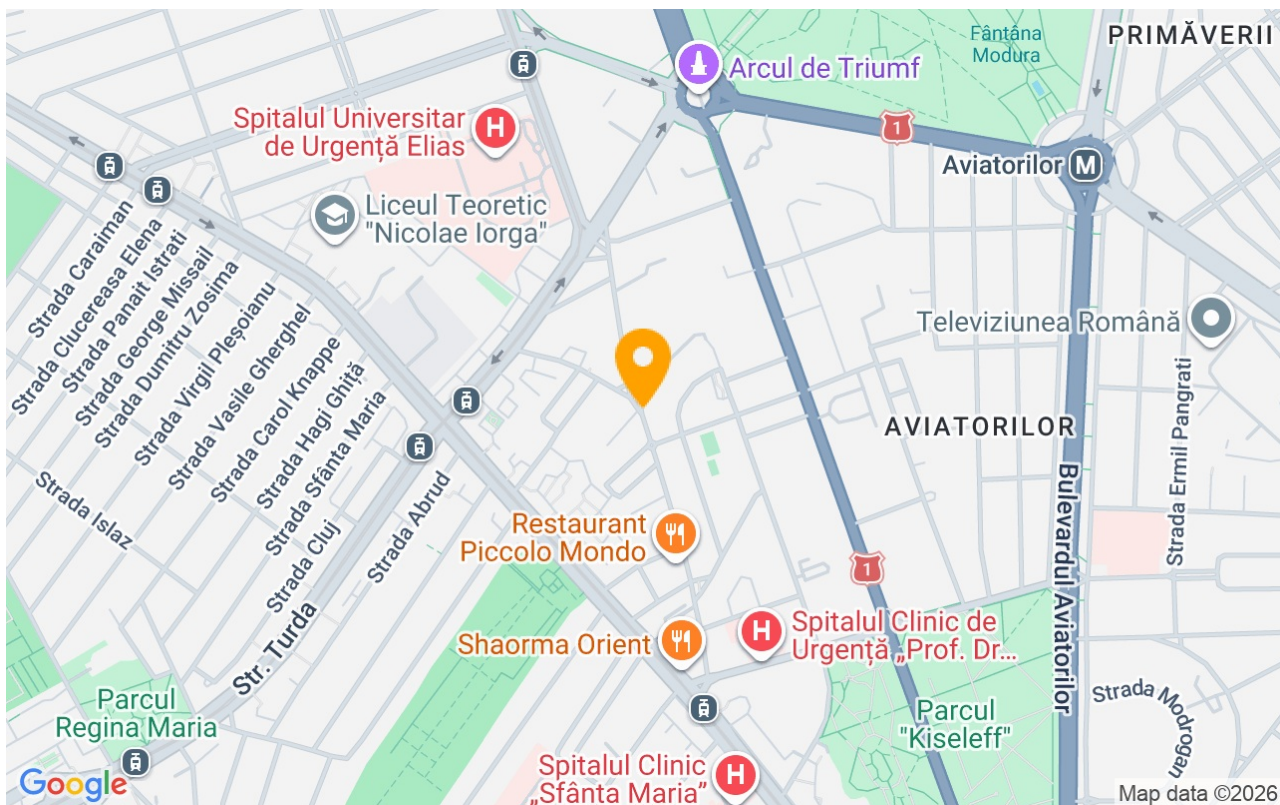 PRIMĂVERII
Fântâna
Modura
Arcul de Triumf
1
Spitalul Universitar
de Urgență Elias
H
Aviatorilor
M
Liceul Teoretic
"Nicolae Iorga"
Strada Caraiman
Strada Clucereasa Elena
Strada Panait Istrati
Strada George Missail
Strada Dumitru Zosima
Strada Virgil Pleșoianu
Strada Vasile Gherghel
Strada Carol Knappe
Strada Hagi Ghiță
Strada Sfânta Maria
Strada Cluj
Strada Islaz
Strada Abrud
Str. Turda
Televiziunea Română
Strada Ermil Pangrati
AVIATORILOR
Bulevardul Aviatorilor
Restaurant
Piccolo Mondo
1
Shaorma Orient
H
Spitalul Clinic de
Urgență „Prof. Dr...
Parcul
Regina Maria
Parcul
"Kiseleff"
Strada Modrogan
Spitalul Clinic
„Sfânta Maria”
H
Google
Map data ©2026